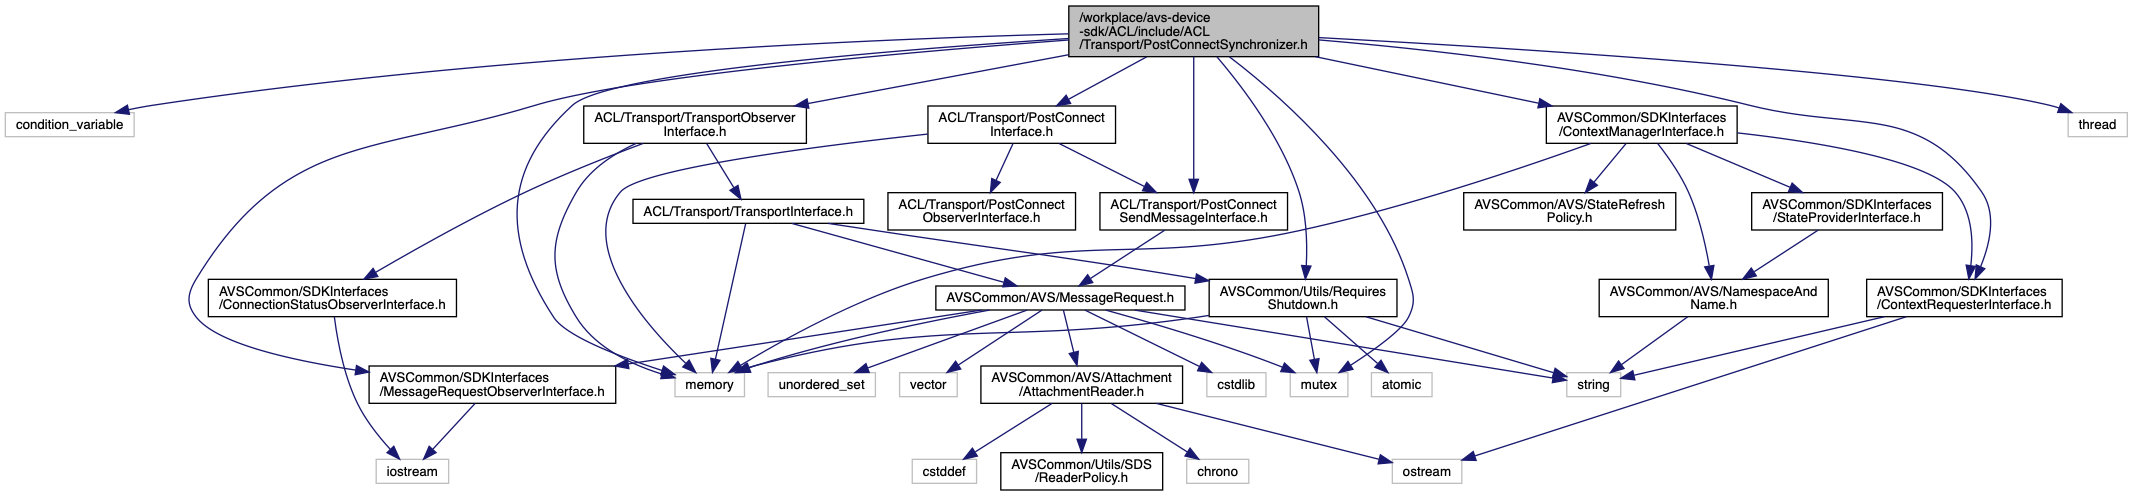 /workplace/avs-device
-sdk/ACL/include/ACL
/Transport/PostConnectSynchronizer.h
condition_variable
ACL/Transport/TransportObserver
Interface.h
ACL/Transport/PostConnect
Interface.h
AVSCommon/SDKInterfaces
/ContextManagerInterface.h
thread
ACL/Transport/TransportInterface.h
ACL/Transport/PostConnect
ObserverInterface.h
ACL/Transport/PostConnect
SendMessageInterface.h
AVSCommon/AVS/StateRefresh
Policy.h
AVSCommon/SDKInterfaces
/StateProviderInterface.h
AVSCommon/SDKInterfaces
/ConnectionStatusObserverInterface.h
AVSCommon/AVS/MessageRequest.h
AVSCommon/Utils/Requires
Shutdown.h
AVSCommon/AVS/NamespaceAnd
Name.h
AVSCommon/SDKInterfaces
/ContextRequesterInterface.h
AVSCommon/SDKInterfaces
/MessageRequestObserverInterface.h
memory
unordered_set
vector
AVSCommon/AVS/Attachment
/AttachmentReader.h
cstdlib
mutex
atomic
string
iostream
cstddef
AVSCommon/Utils/SDS
/ReaderPolicy.h
chrono
ostream